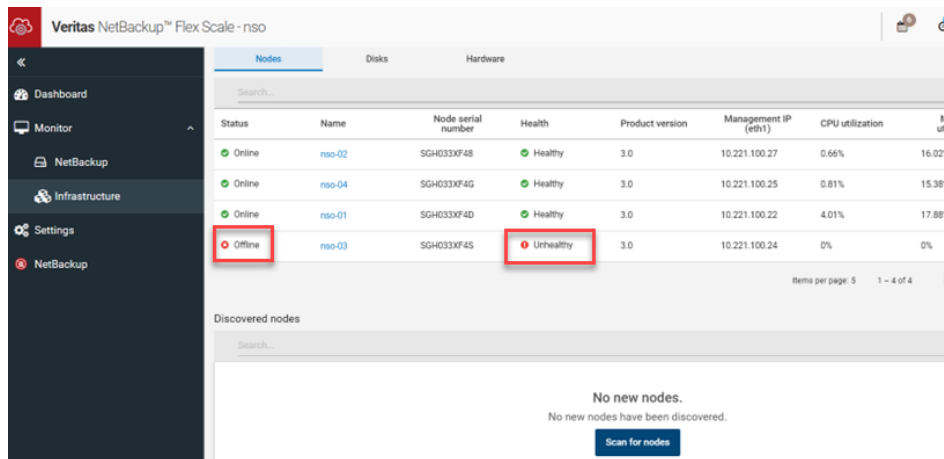 Veritas NetBackup™ Flex Scale - nso
Nodes Disks Hardware
Dashboard
Search...
Monitor
Status Name Node serial number Health Product version Management IP (eth1) CPU utilization
NetBackup
Online nso-02 SGH033XF48 Healthy 3.0 10.221.100.27 0.66% 16.02
Infrastructure
Online nso-04 SGH033XF4G Healthy 3.0 10.221.100.25 0.81% 15.38
Settings
Online nso-01 SGH033XF4D Healthy 3.0 10.221.100.22 4.01% 17.88
Offline nso-03 SGH033XF4S Unhealthy 3.0 10.221.100.24 0% 0%
NetBackup
Items per page: 5 1 – 4 of 4
Discovered nodes
Search...
No new nodes.
No new nodes have been discovered.
Scan for nodes